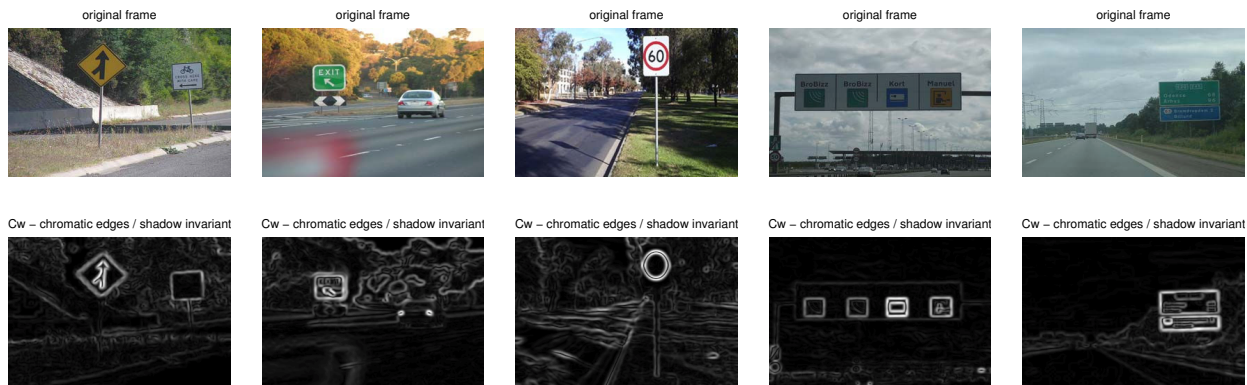 original frame
original frame
original frame
original frame
original frame
EXIT
60
BroBizz
BroBizz
Kort
Manuel
Cw – chromatic edges / shadow invariant
Cw – chromatic edges / shadow invariant
Cw – chromatic edges / shadow invariant
Cw – chromatic edges / shadow invariant
Cw – chromatic edges / shadow invariant